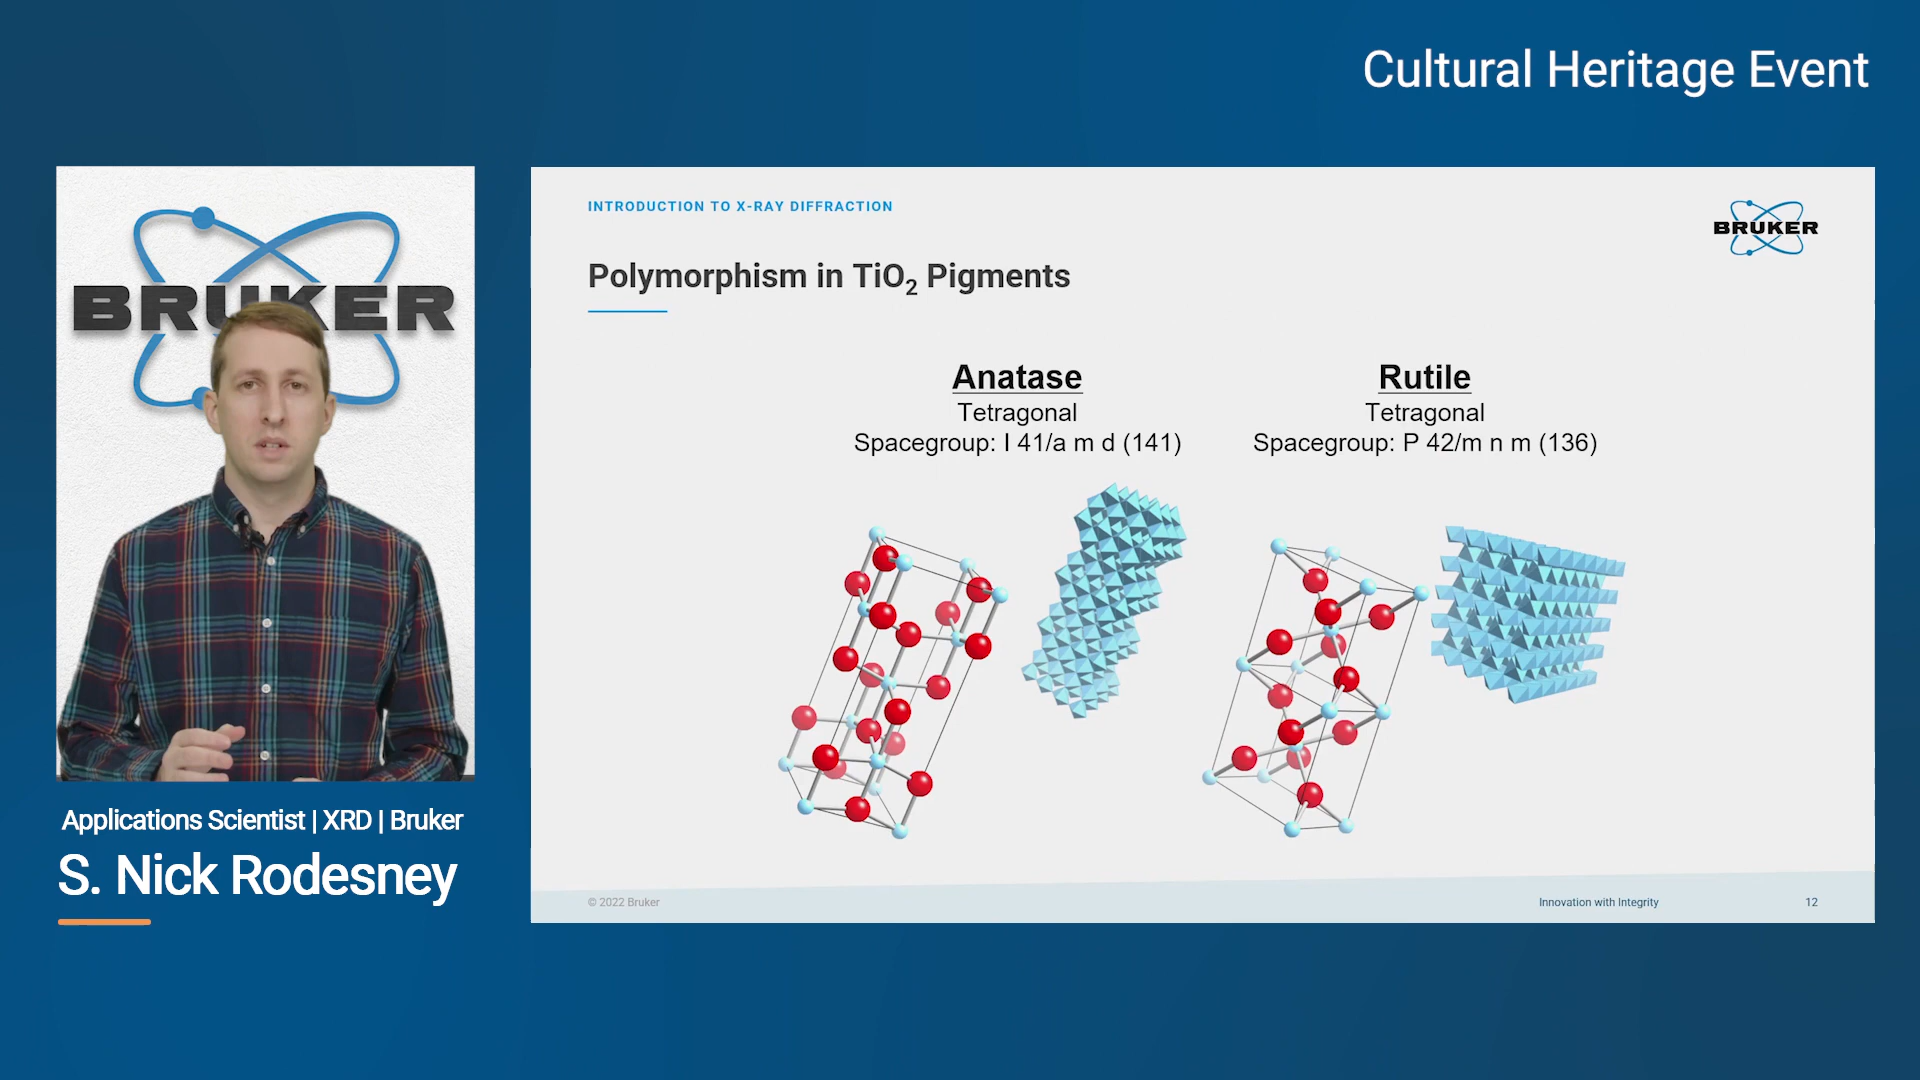 Cultural Heritage Event
BRUKER
Applications Scientist | XRD | Bruker
S. Nick Rodesney
INTRODUCTION TO X-RAY DIFFRACTION
BRUKER
Polymorphism in TiO₂ Pigments
Anatase
Tetragonal
Spacegroup: I 41/a m d (141)
Rutile
Tetragonal
Spacegroup: P 42/m n m (136)
© 2022 Bruker
Innovation with Integrity
12